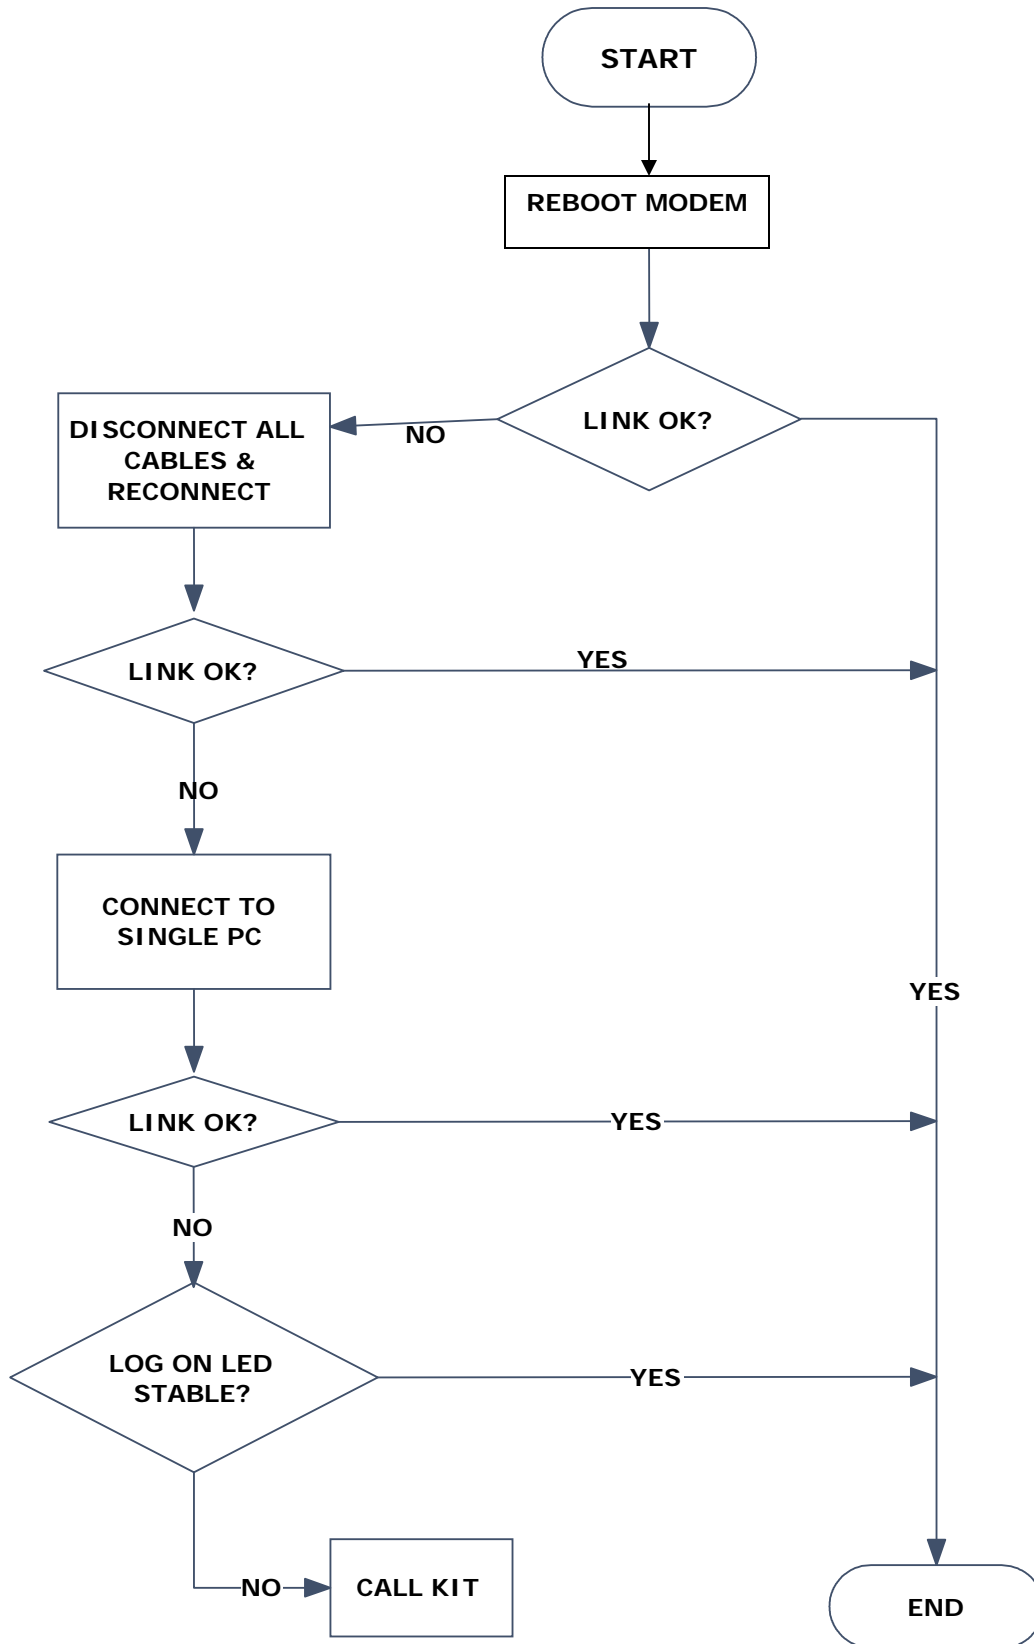 START
REBOOT MODEM
LINK OK?
NO
DISCONNECT ALL
CABLES &
RECONNECT
LINK OK?
YES
NO
CONNECT TO
SINGLE PC
YES
LINK OK?
YES
NO
LOG ON LED
STABLE?
YES
NO
CALL KIT
END